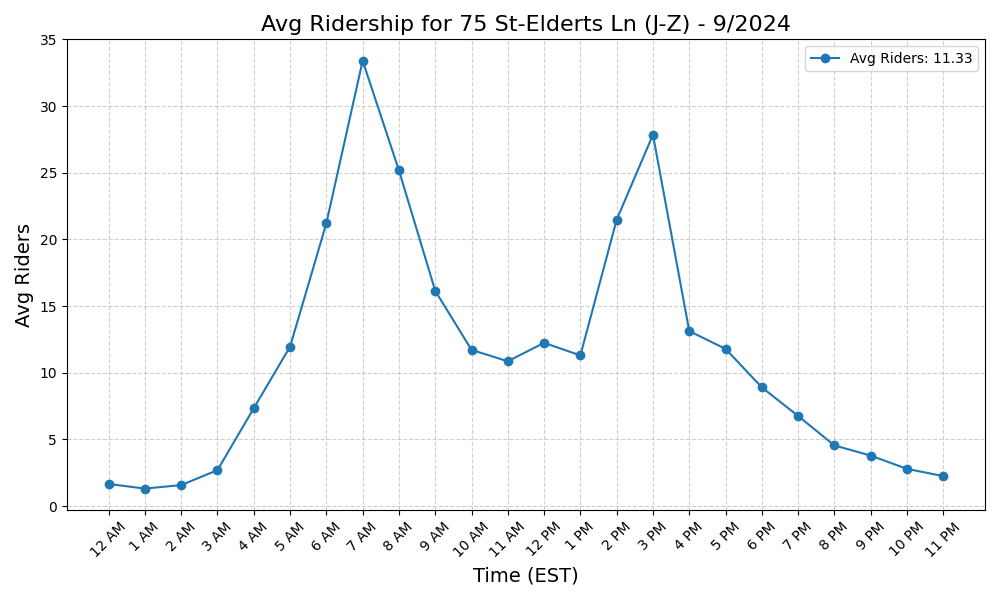 Avg Ridership for 75 St-Elderts Ln (J-Z) - 9/2024
Avg Riders: 11.33
Avg Riders
35
30
25
20
15
10
5
0
12 AM
1 AM
2 AM
3 AM
4 AM
5 AM
6 AM
7 AM
8 AM
9 AM
10 AM
11 AM
12 PM
1 PM
2 PM
3 PM
4 PM
5 PM
6 PM
7 PM
8 PM
9 PM
10 PM
11 PM
Time (EST)